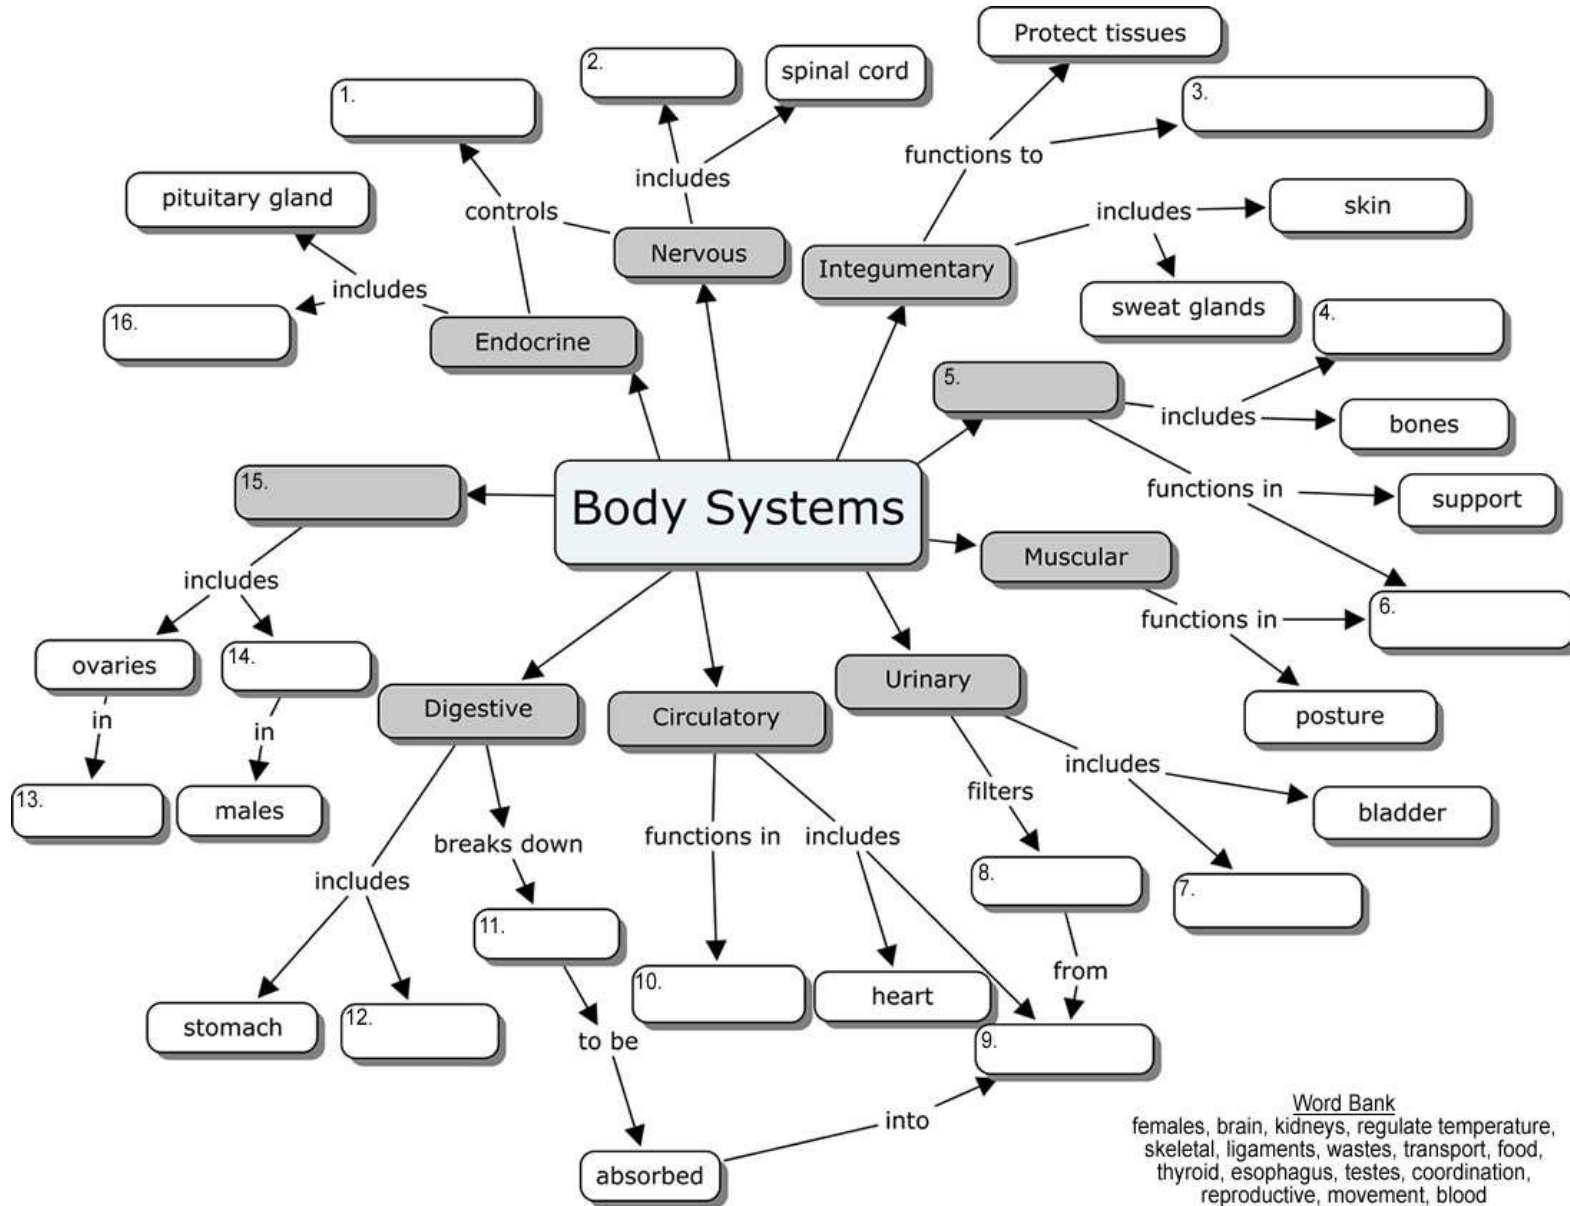 Protect tissues
2.
spinal cord
1.
3.
functions to
includes
pituitary gland
controls
includes
skin
Nervous
Integumentary
includes
sweat glands
16.
Endocrine
4.
5.
includes
bones
15.
Body Systems
functions in
support
Muscular
includes
functions in
6.
ovaries
14.
Urinary
Digestive
Circulatory
posture
in
in
includes
filters
13.
males
bladder
breaks down
functions in
includes
includes
8.
7.
11.
from
10.
heart
stomach
12.
to be
9.
into
absorbed
Word Bank
females, brain, kidneys, regulate temperature,
skeletal, ligaments, wastes, transport, food,
thyroid, esophagus, testes, coordination,
reproductive, movement, blood